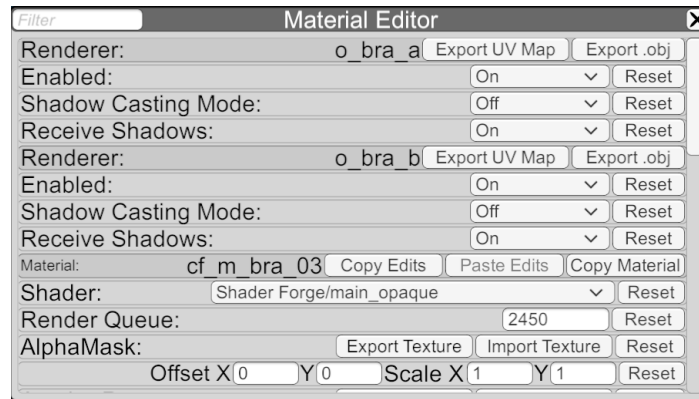 Filter Material Editor X
Renderer: o_bra_a Export UV Map Export .obj
Enabled: On Reset
Shadow Casting Mode: Off Reset
Receive Shadows: On Reset
Renderer: o_bra_b Export UV Map Export .obj
Enabled: On Reset
Shadow Casting Mode: Off Reset
Receive Shadows: On Reset
Material: cf_m_bra_03 Copy Edits Paste Edits Copy Material
Shader: Shader Forge/main_opaque Reset
Render Queue: 2450 Reset
AlphaMask: Export Texture Import Texture Reset
Offset X 0 Y 0 Scale X 1 Y 1 Reset